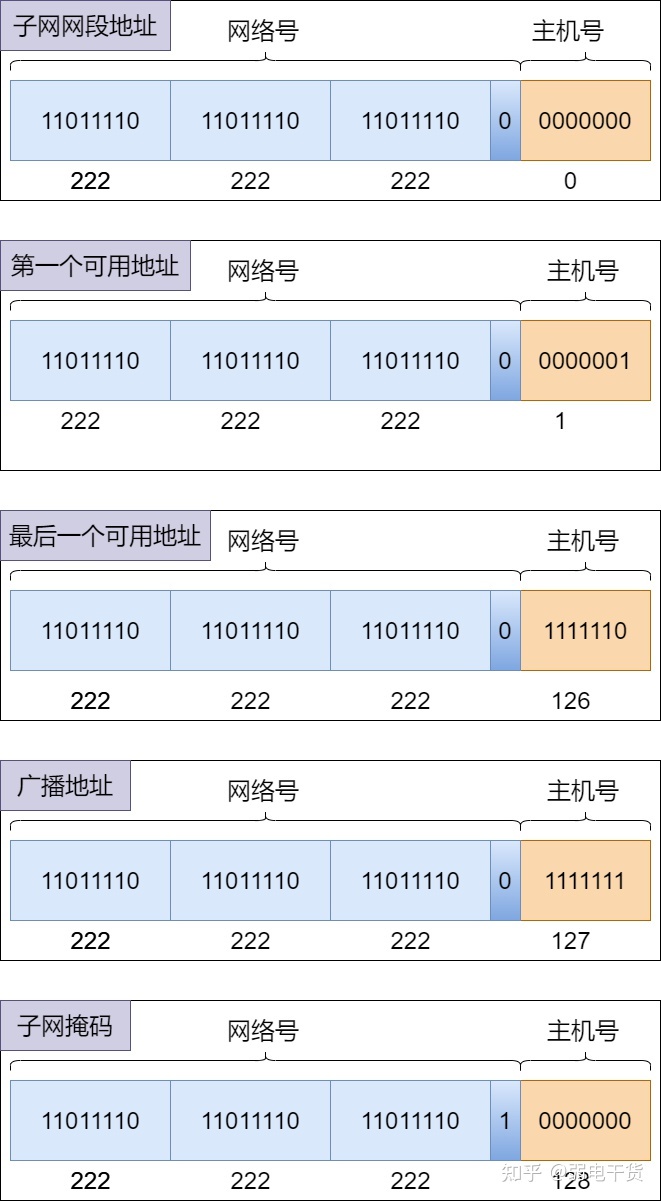 子网网段地址 网络号 主机号
11011110 11011110 11011110 0 0000000
222 222 222 0
第一个可用地址 网络号 主机号
11011110 11011110 11011110 0 0000001
222 222 222 1
最后一个可用地址 网络号 主机号
11011110 11011110 11011110 0 1111110
222 222 222 126
广播地址 网络号 主机号
11011110 11011110 11011110 0 1111111
222 222 222 127
子网掩码 网络号 主机号
11011110 11011110 11011110 1 0000000
222 222 222 128
知乎 @弱电干货